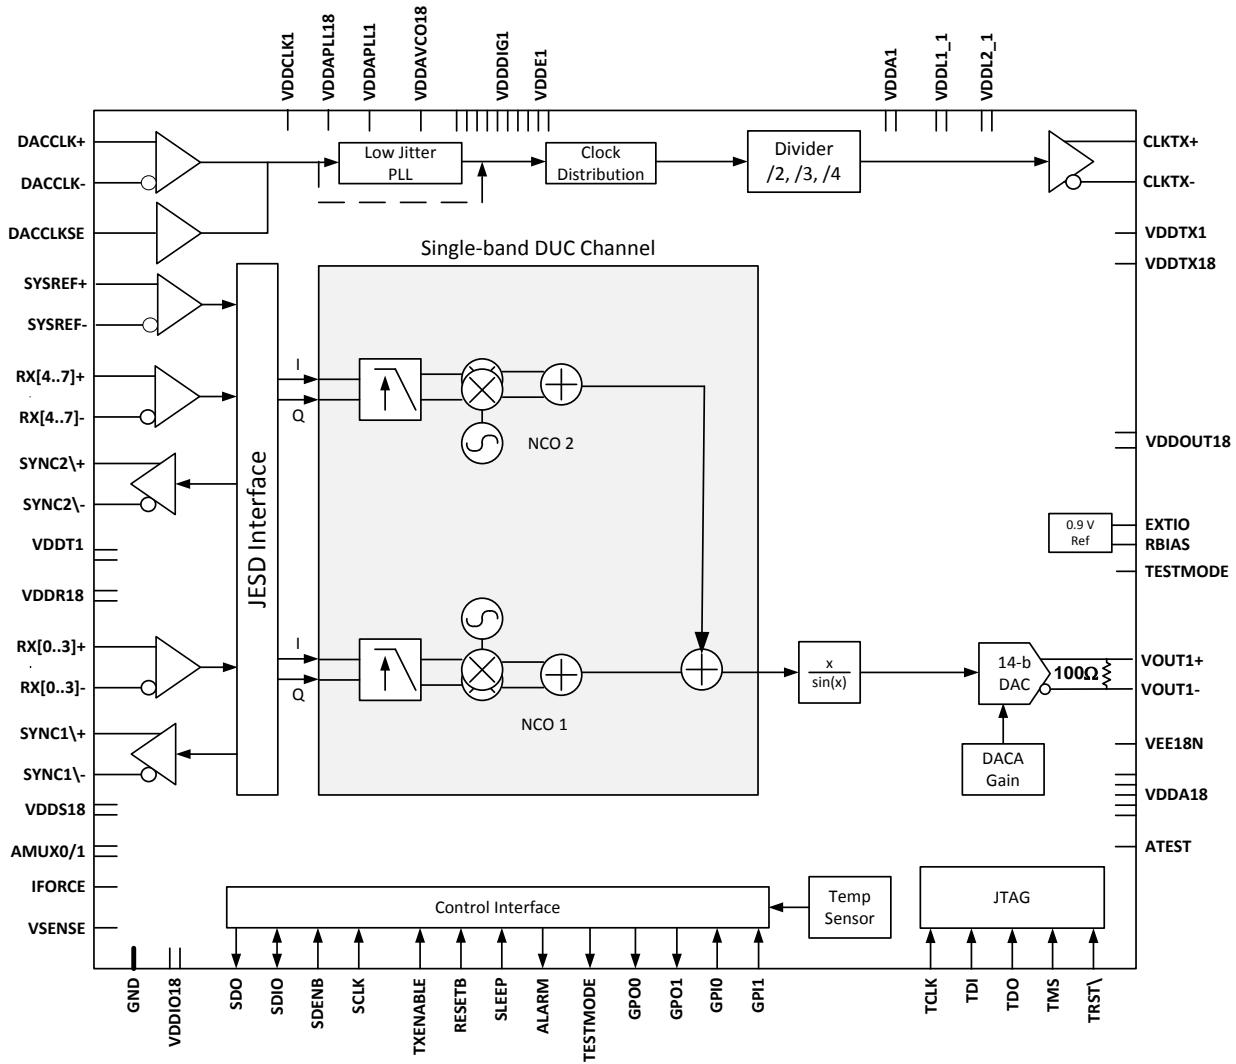 VDDCLK1
VDDAPLL18
VDDAPLL1
VDDAVCO18
VDDDIG1
VDDE1
VDDA1
VDDL1_1
VDDL2_1
DACCLK+
DACCLK-
DACCLKSE
Low Jitter
PLL
Clock
Distribution
Divider
/2, /3, /4
CLKTX+
CLKTX-
VDDTX1
VDDTX18
Single-band DUC Channel
SYSREF+
SYSREF-
RX[4..7]+
RX[4..7]-
SYNC2\+
SYNC2\-
VDDT1
VDDR18
RX[0..3]+
RX[0..3]-
SYNC1\+
SYNC1\-
VDDS18
AMUX0/1
IFORCE
VSENSE
JESD Interface
I
Q
NCO 2
I
Q
NCO 1
x
sin(x)
14-b
DAC
100Ω
DACA
Gain
VDDOUT18
0.9 V
Ref
EXTIO
RBIAS
TESTMODE
VOUT1+
VOUT1-
VEE18N
VDDA18
ATEST
Control Interface
Temp
Sensor
JTAG
GND
VDDIO18
SDO
SDIO
SDENB
SCLK
TXENABLE
RESETB
SLEEP
ALARM
TESTMODE
GPO0
GPO1
GPI0
GPI1
TCLK
TDI
TDO
TMS
TRST\